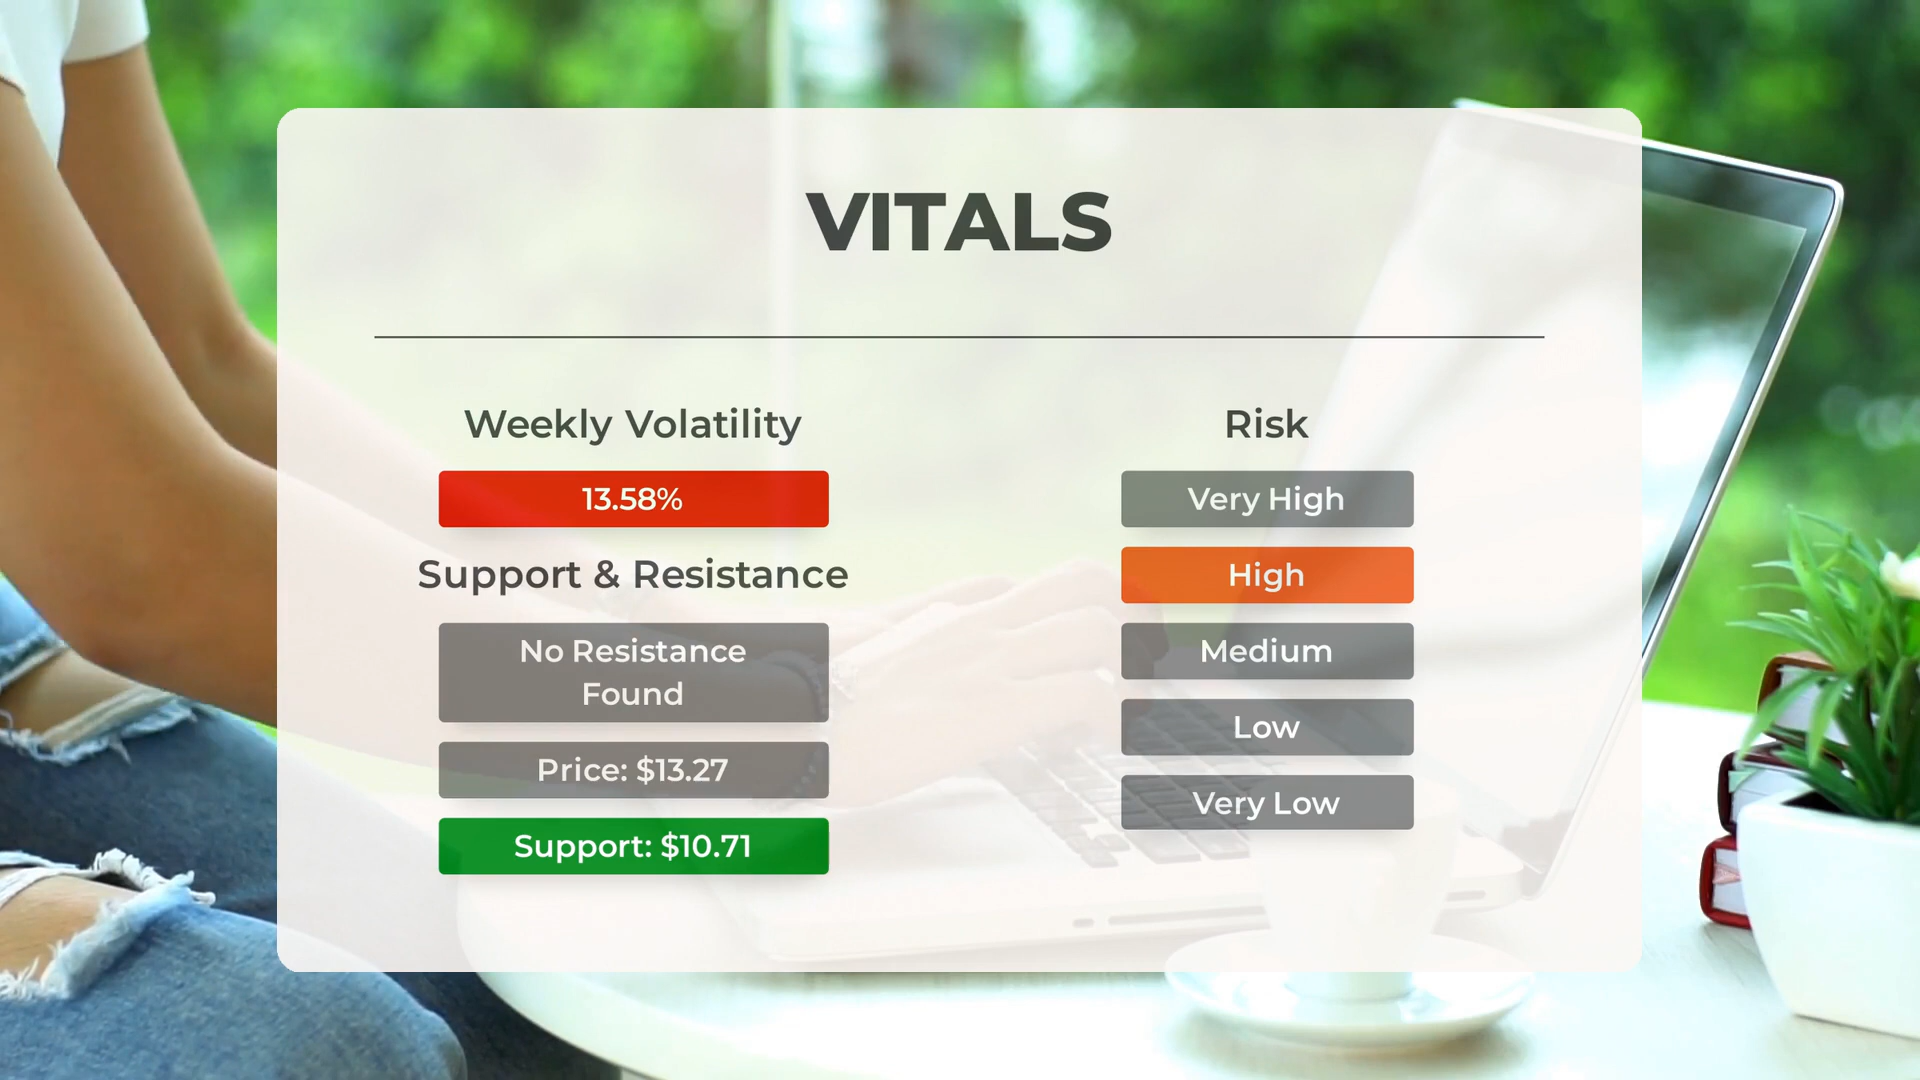 VITALS
Weekly Volatility
13.58%
Support & Resistance
No Resistance
Found
Price: $13.27
Support: $10.71
Risk
Very High
High
Medium
Low
Very Low